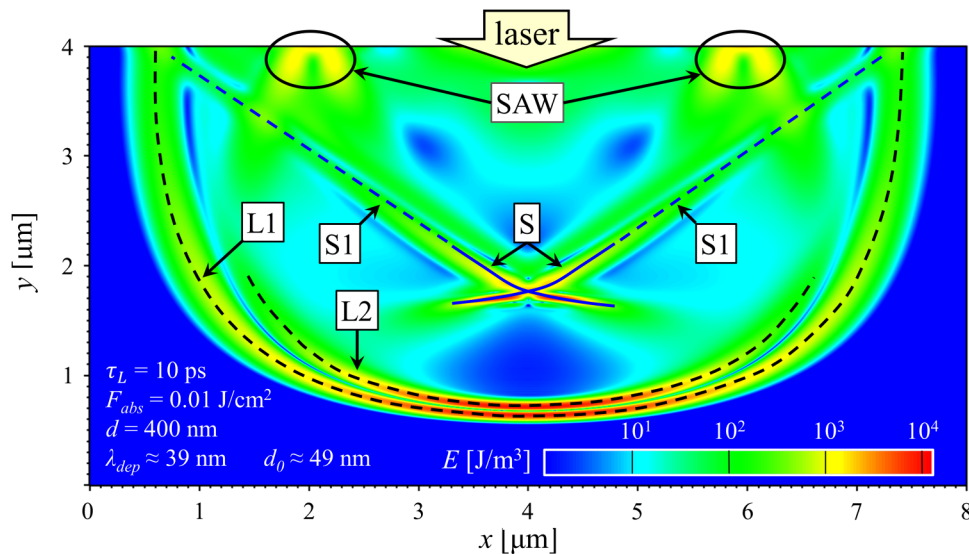 laser
SAW
4
3
2
1
y [μm]
L1
S1
S
S1
L2
τL = 10 ps
Fabs = 0.01 J/cm²
d = 400 nm
λdep ≈ 39 nm d0 ≈ 49 nm
E [J/m³]
10¹ 10² 10³ 10⁴
0 1 2 3 4 5 6 7 8
x [μm]